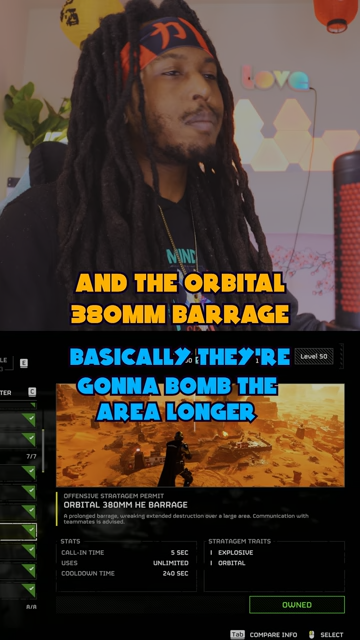 love
MIND
AND THE ORBITAL
380MM BARRAGE
BASICALLY THEY'RE
GONNA BOMB THE
AREA LONGER
E
Level 50
C
7/7
OFFENSIVE STRATAGEM PERMIT
ORBITAL 380MM HE BARRAGE
A prolonged barrage, wreaking extended destruction over a large area. Communication with
teammates is advised.
STATS
CALL-IN TIME 5 SEC
USES UNLIMITED
COOLDOWN TIME 240 SEC
STRATAGEM TRAITS
EXPLOSIVE
ORBITAL
OWNED
Tab COMPARE INFO SELECT